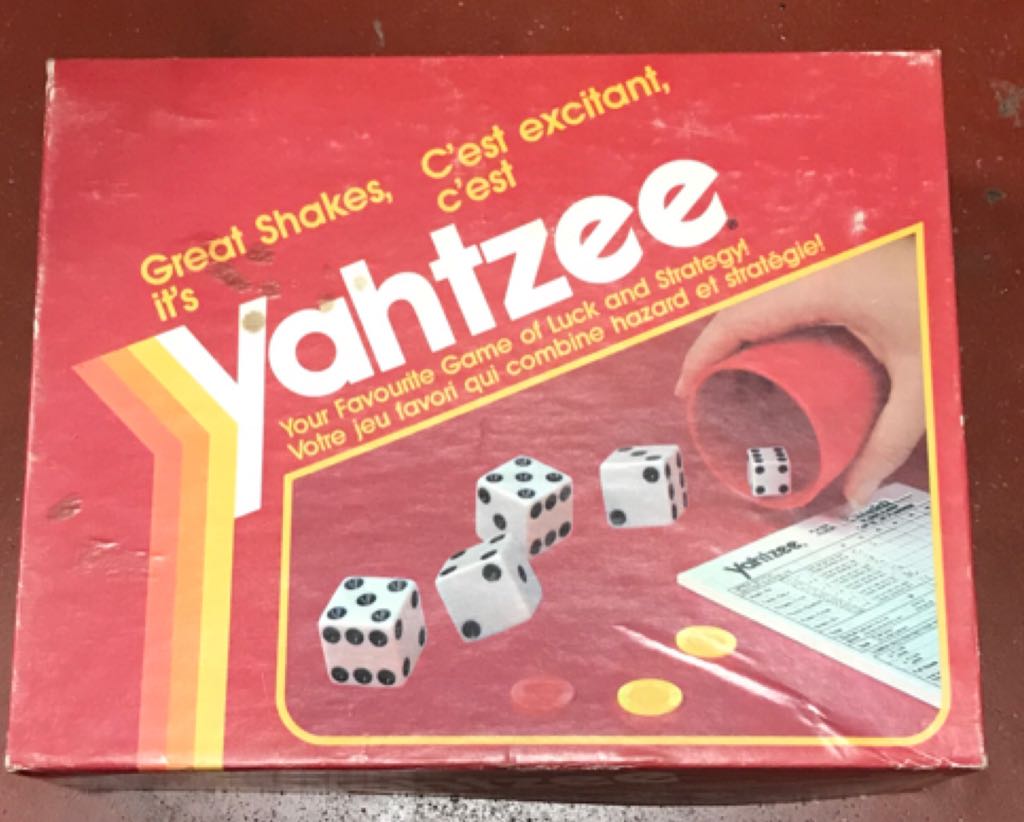 Great Shakes,
it's
C'est excitant,
c'est
Yahtzee
Your Favourite Game of Luck and Strategy!
Votre jeu favori qui combine hazard et stratégie!
Yahtzee